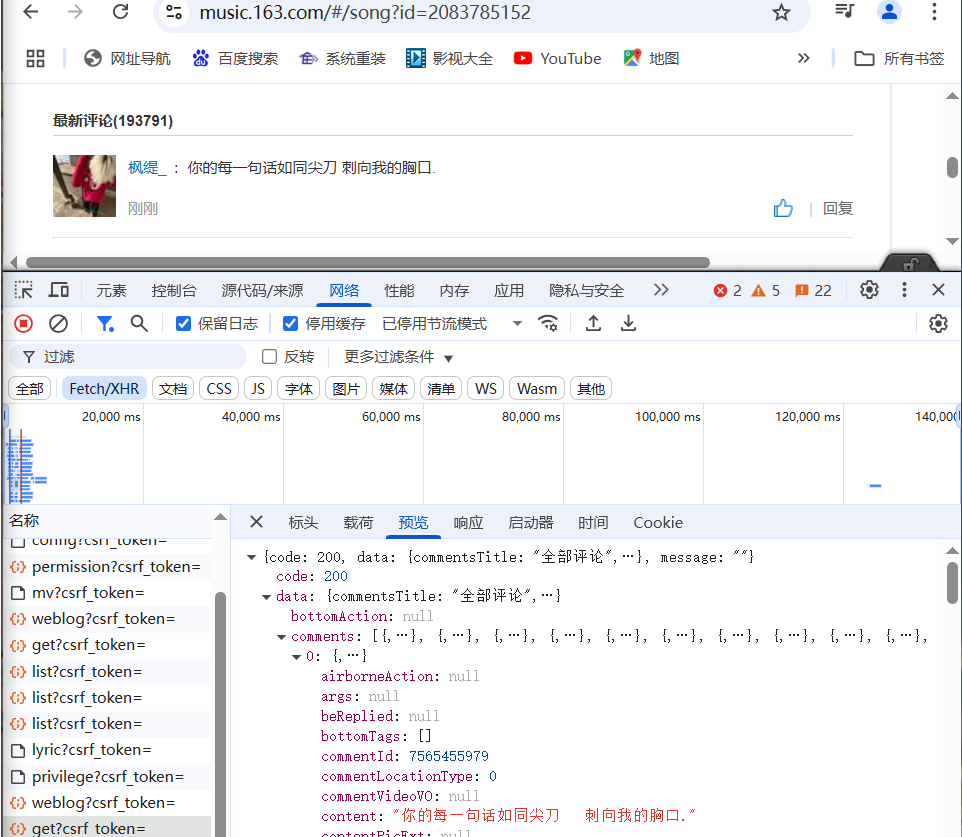 music.163.com/#/song?id=2083785152
网址导航 百度搜索 系统重装 影视大全 YouTube 地图 » 所有书签
最新评论(193791)
枫缇_ ： 你的每一句话如同尖刀 刺向我的胸口.
刚刚 | 回复
元素 控制台 源代码/来源 网络 性能 内存 应用 隐私与安全 2 5 22
保留日志 停用缓存 已停用节流模式
过滤 反转 更多过滤条件
全部 Fetch/XHR 文档 CSS JS 字体 图片 媒体 清单 WS Wasm 其他
20,000 ms 40,000 ms 60,000 ms 80,000 ms 100,000 ms 120,000 ms 140,00
名称 标头 载荷 预览 响应 启动器 时间 Cookie
config?csrf_token=
permission?csrf_token=
mv?csrf_token=
weblog?csrf_token=
get?csrf_token=
list?csrf_token=
list?csrf_token=
list?csrf_token=
lyric?csrf_token=
privilege?csrf_token=
weblog?csrf_token=
get?csrf_token=
{code: 200, data: {commentsTitle: "全部评论",…}, message: ""}
code: 200
data: {commentsTitle: "全部评论",…}
bottomAction: null
comments: [{,…}, {,…}, {,…}, {,…}, {,…}, {,…}, {,…}, {,…}, {,…}, {,…},
0: {,…}
airborneAction: null
args: null
beReplied: null
bottomTags: []
commentId: 7565455979
commentLocationType: 0
commentVideoVO: null
content: "你的每一句话如同尖刀 刺向我的胸口."
contentPicExt: null